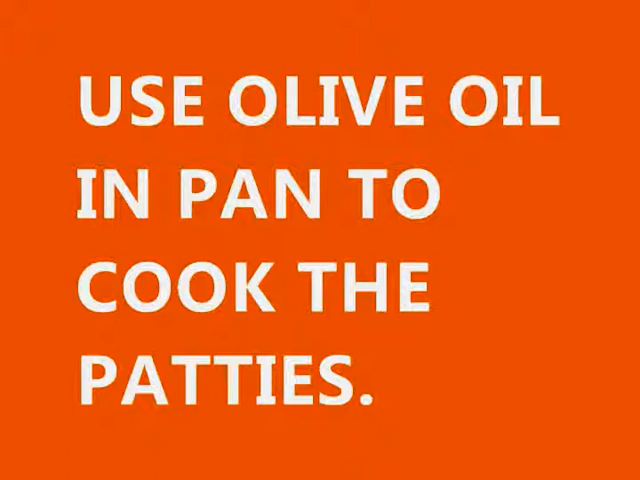 USE OLIVE OIL
IN PAN TO
COOK THE
PATTIES.